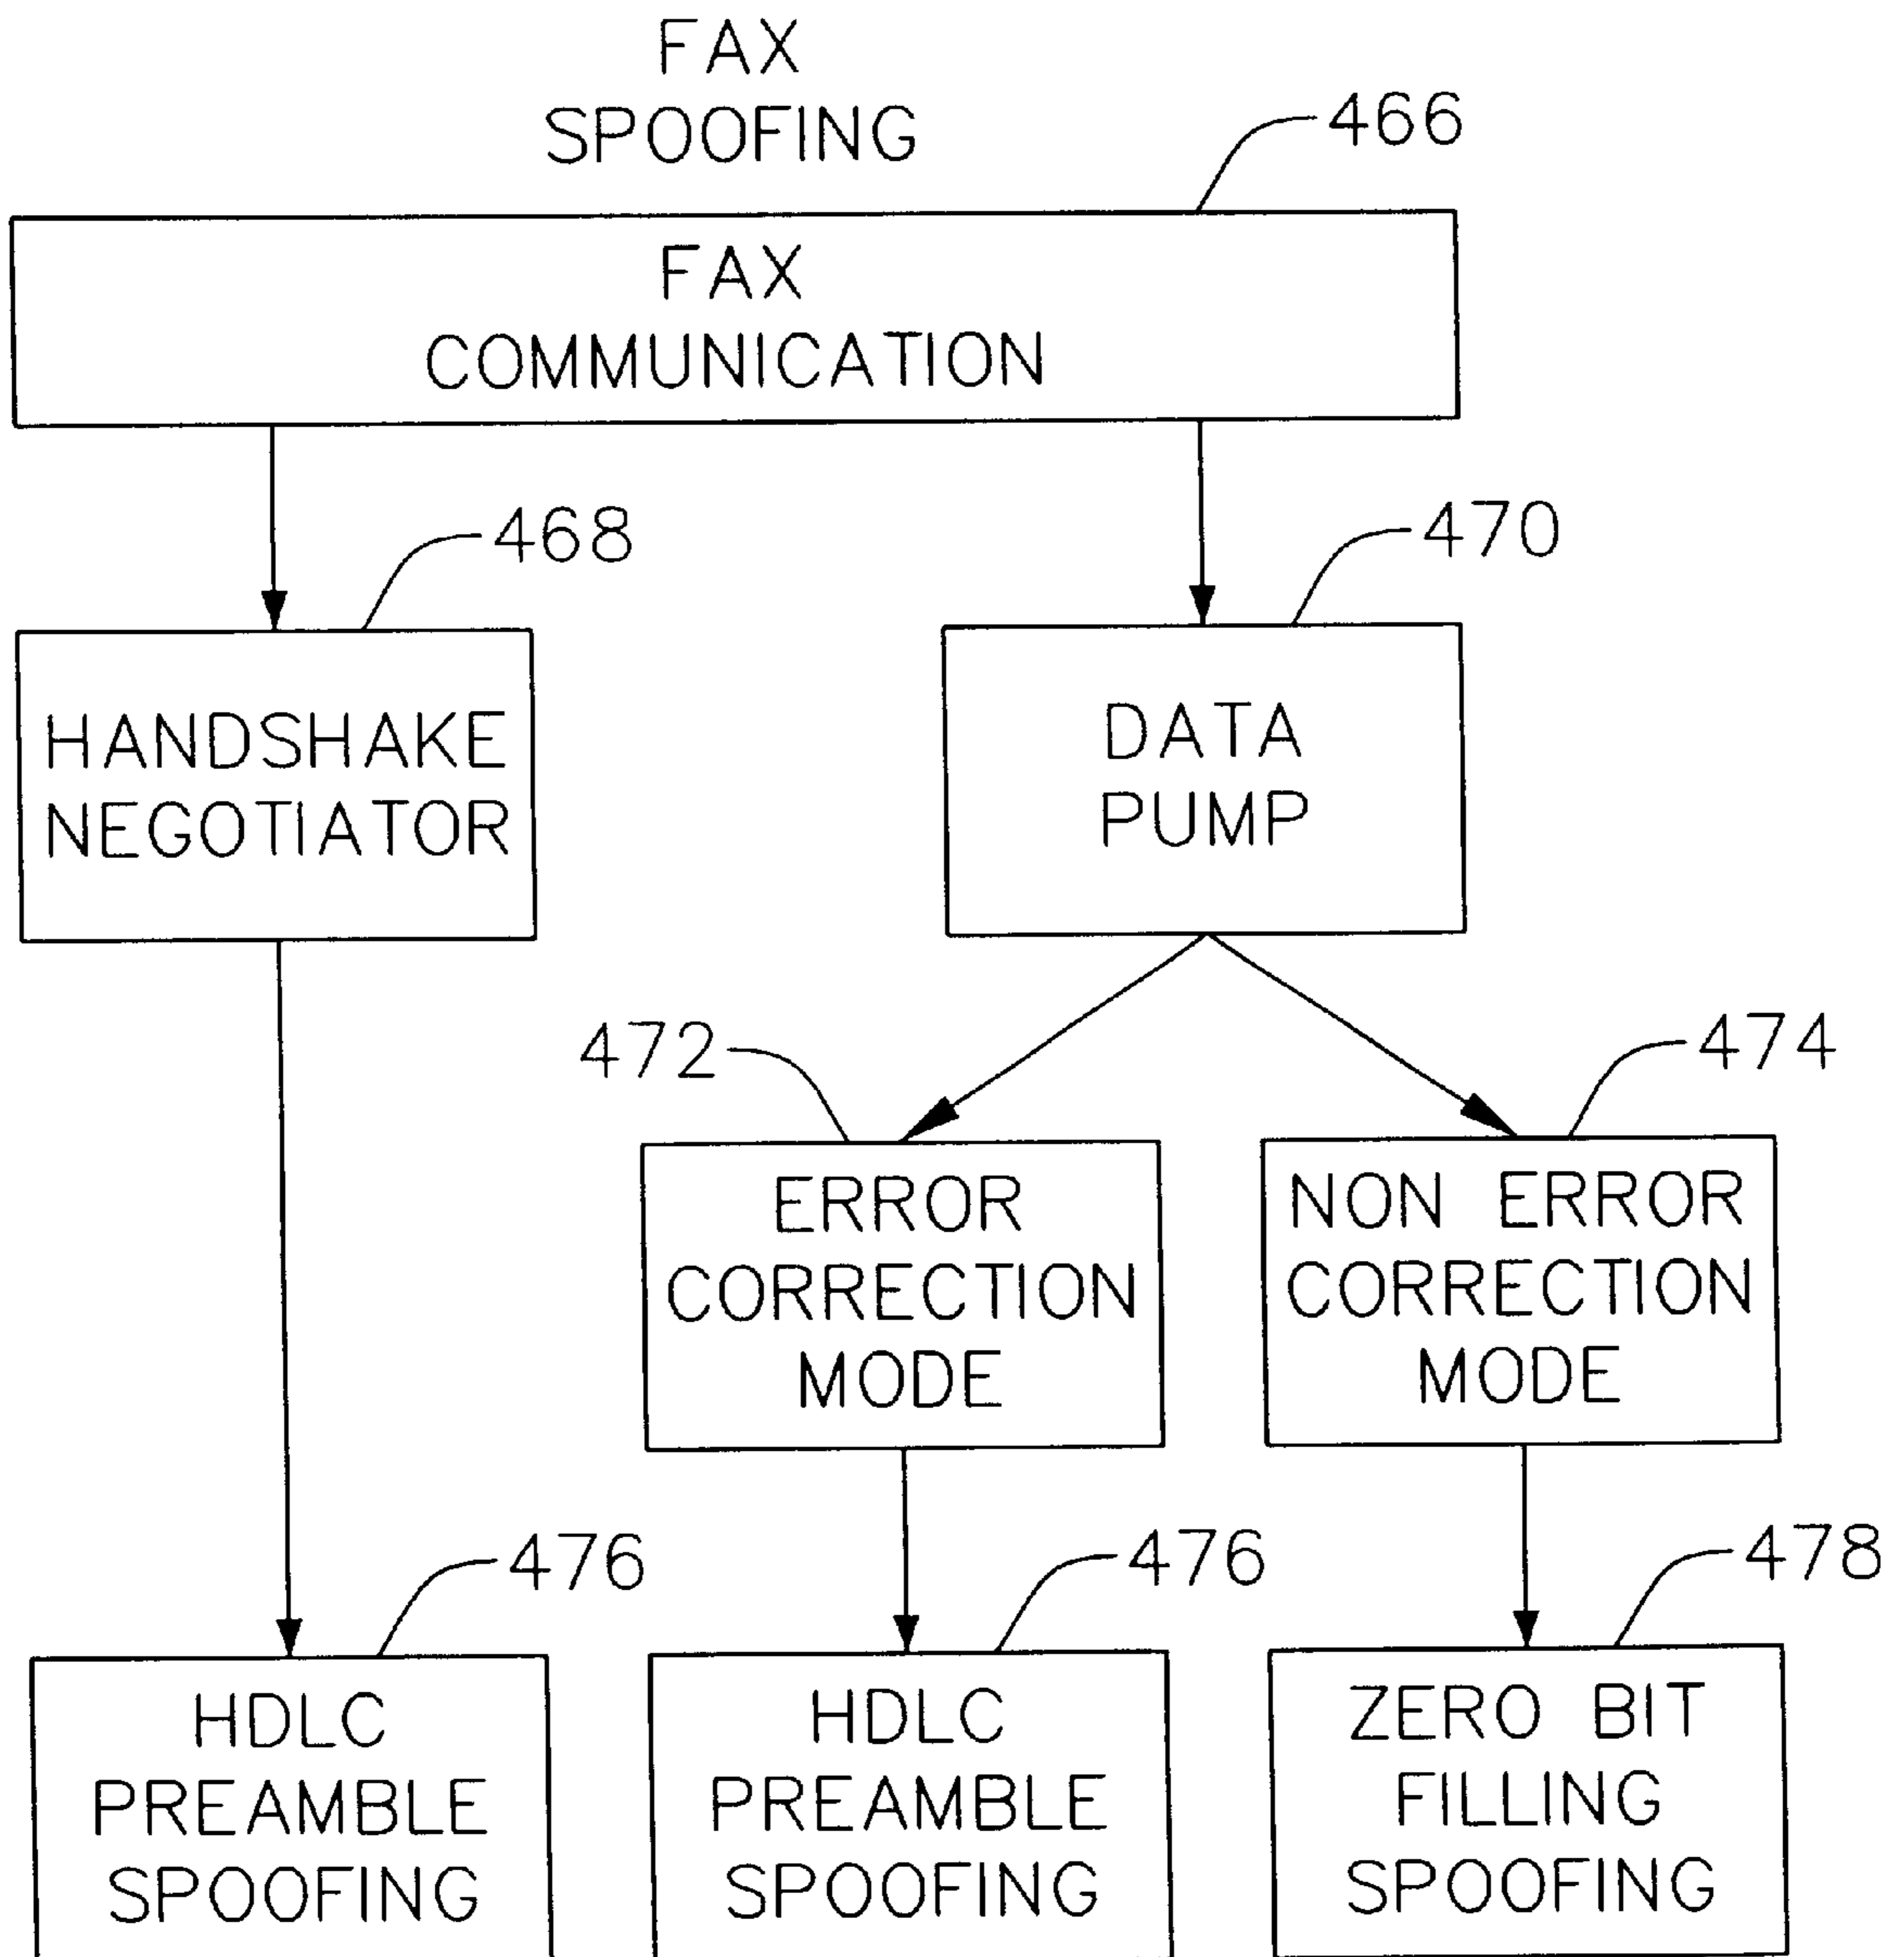 FAX
SPOOFING
466
FAX
COMMUNICATION
468
470
HANDSHAKE
NEGOTIATOR
DATA
PUMP
472
474
ERROR
CORRECTION
MODE
NON ERROR
CORRECTION
MODE
476
476
478
HDLC
PREAMBLE
SPOOFING
HDLC
PREAMBLE
SPOOFING
ZERO BIT
FILLING
SPOOFING